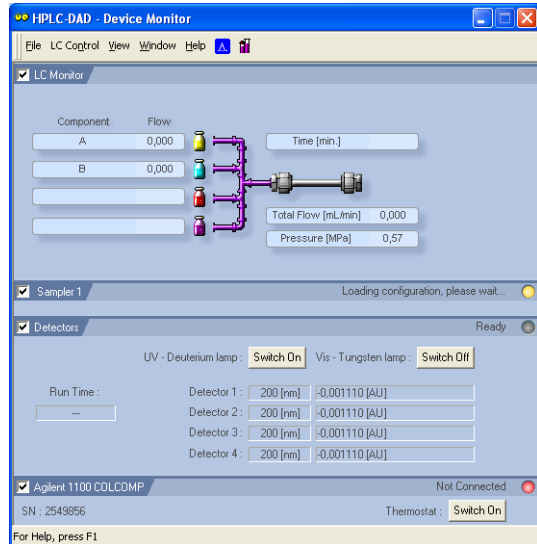 HPLC-DAD - Device Monitor
File LC Control View Window Help
LC Monitor
Component Flow
A 0,000 Time [min.]
B 0,000
Total Flow [mL/min] 0,000
Pressure [MPa] 0,57
Sampler 1 Loading configuration, please wait...
Detectors Ready
UV - Deuterium lamp : Switch On Vis - Tungsten lamp : Switch Off
Run Time : Detector 1 : 200 [nm] -0,001110 [AU]
--- Detector 2 : 200 [nm] -0,001110 [AU]
Detector 3 : 200 [nm] -0,001110 [AU]
Detector 4 : 200 [nm] -0,001110 [AU]
Agilent 1100 COLCOMP Not Connected
SN : 2549856 Thermostat : Switch On
For Help, press F1